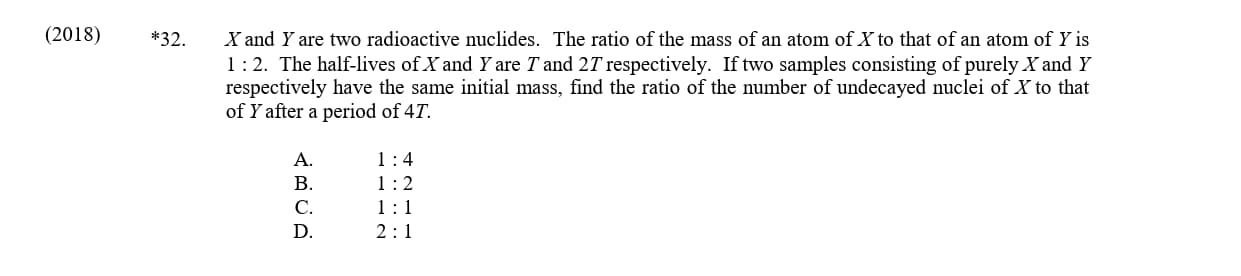 (2018) *32. X and Y are two radioactive nuclides. The ratio of the mass of an atom of X to that of an atom of Y is
1 : 2. The half-lives of X and Y are T and 2T respectively. If two samples consisting of purely X and Y
respectively have the same initial mass, find the ratio of the number of undecayed nuclei of X to that
of Y after a period of 4T.
A. 1 : 4
B. 1 : 2
C. 1 : 1
D. 2 : 1